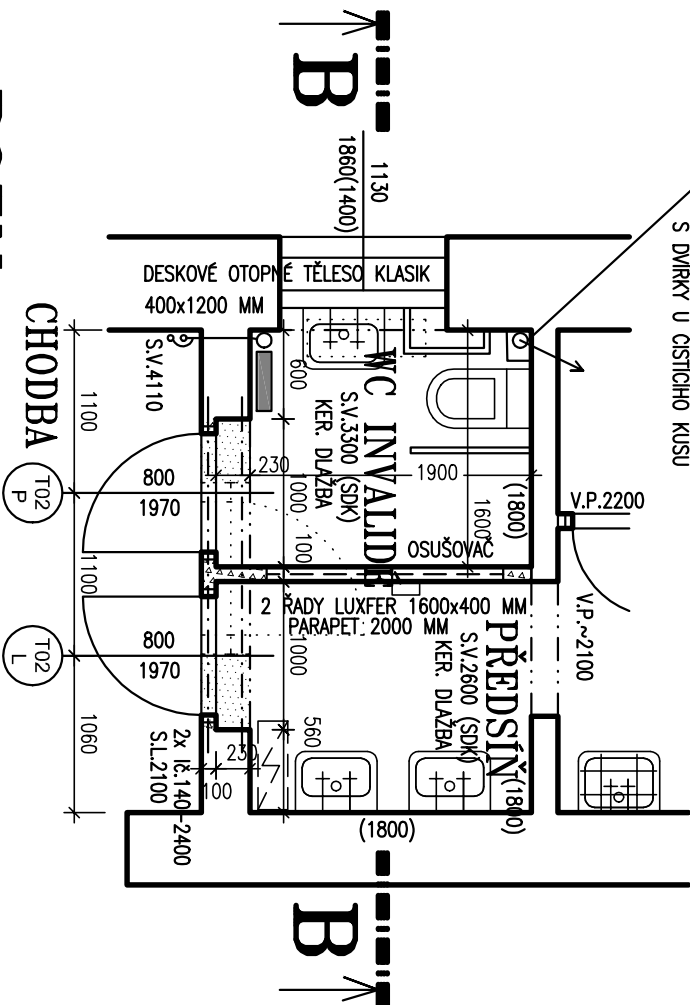 B
1130
1860(1400)
S DVÍŘKY U ČISTÍCÍHO KUSU
DESKOVÉ OTOPNÉ TĚLESO KLASIK
400x1200 MM
CHODBA
S.V.4110
WC INVALIDÉ
S.V.3300 (SDK)
KER. DLAŽBA
600
230
1000
100
1900
1600
(1800)
V.P.2200
V.P.~2100
1100
1100
1060
T02
P
800
1970
T02
L
800
1970
OSUŠOVAČ
2 ŘADY LUXFER 1600x400 MM
PARAPET 2000 MM
PŘEDSÍŇ
S.V.2600 (SDK)
KER. DLAŽBA
1000
560
230
100
(1800)
(1800)
2x IČ.140-2400
S.L.2100
B